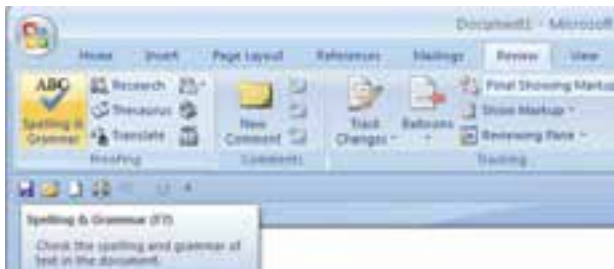 Document1 - Microsoft
Home Insert Page Layout References Mailings Review View
ABC Research Final Showing Markup
Spelling & Thesaurus New Track Balloons Show Markup
Grammar Translate Comment Changes Reviewing Pane
Proofing Comments Tracking
Spelling & Grammar (F7)
Check the spelling and grammar of
text in the document.